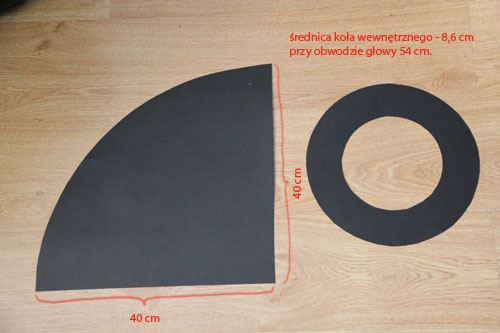 średnica koła wewnętrznego - 8,6 cm
przy obwodzie głowy 54 cm.
40 cm
40 cm